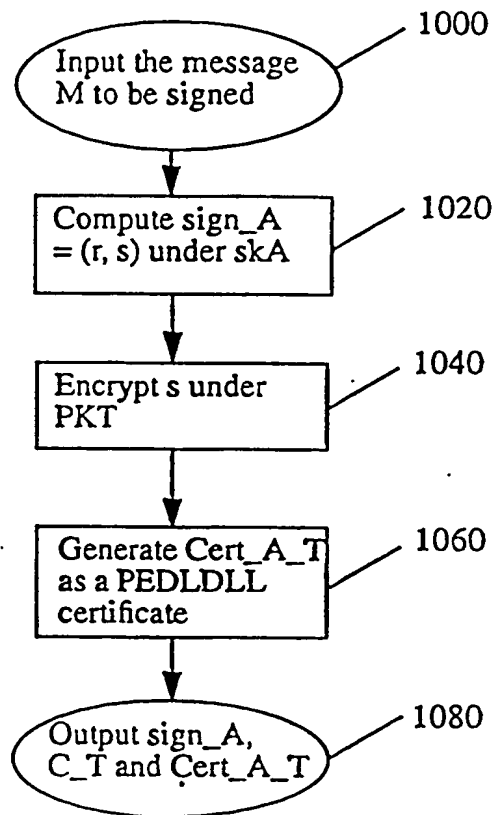 1000
Input the message
M to be signed
1020
Compute sign_A
= (r, s) under skA
1040
Encrypt s under
PKT
1060
Generate Cert_A_T
as a PEDLDLL
certificate
1080
Output sign_A,
C_T and Cert_A_T